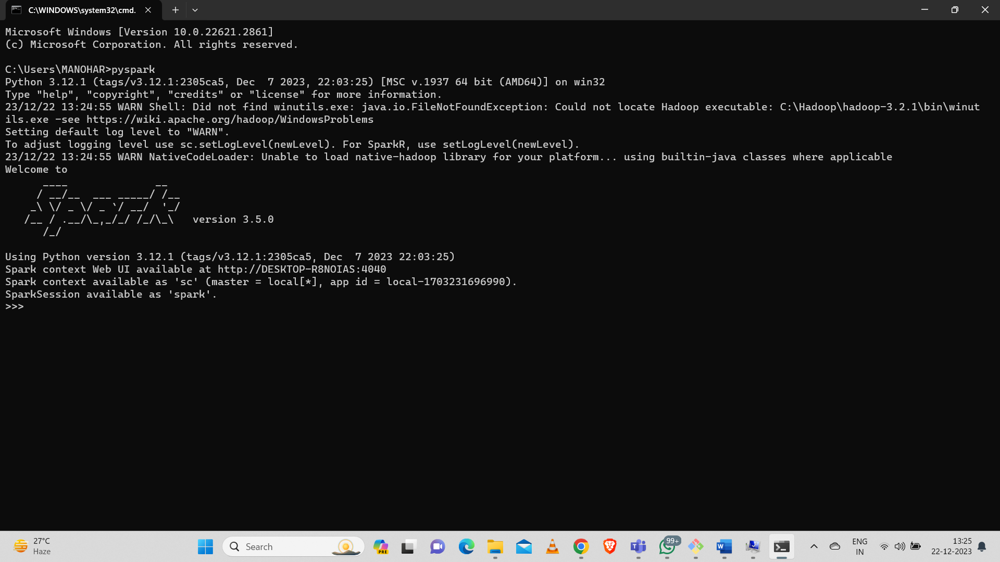 C:\WINDOWS\system32\cmd.
Microsoft Windows [Version 10.0.22621.2861]
(c) Microsoft Corporation. All rights reserved.
C:\Users\MANOHAR>pyspark
Python 3.12.1 (tags/v3.12.1:2305ca5, Dec  7 2023, 22:03:25) [MSC v.1937 64 bit (AMD64)] on win32
Type "help", "copyright", "credits" or "license" for more information.
23/12/22 13:24:55 WARN Shell: Did not find winutils.exe: java.io.FileNotFoundException: Could not locate Hadoop executable: C:\Hadoop\hadoop-3.2.1\bin\winut
ils.exe -see https://wiki.apache.org/hadoop/WindowsProblems
Setting default log level to "WARN".
To adjust logging level use sc.setLogLevel(newLevel). For SparkR, use setLogLevel(newLevel).
23/12/22 13:24:55 WARN NativeCodeLoader: Unable to load native-hadoop library for your platform... using builtin-java classes where applicable
Welcome to
      ____              __
     / __/__  ___ _____/ /__
    _\ \/ _ \/ _ `/ __/  '_/
   /__ / .__/\_,_/_/ /_/\_\   version 3.5.0
      /_/
Using Python version 3.12.1 (tags/v3.12.1:2305ca5, Dec  7 2023 22:03:25)
Spark context Web UI available at http://DESKTOP-R8NOIAS:4040
Spark context available as 'sc' (master = local[*], app id = local-1703231696990).
SparkSession available as 'spark'.
>>>
27°C
Haze
Search
PRE
99+
ENG
IN
13:25
22-12-2023